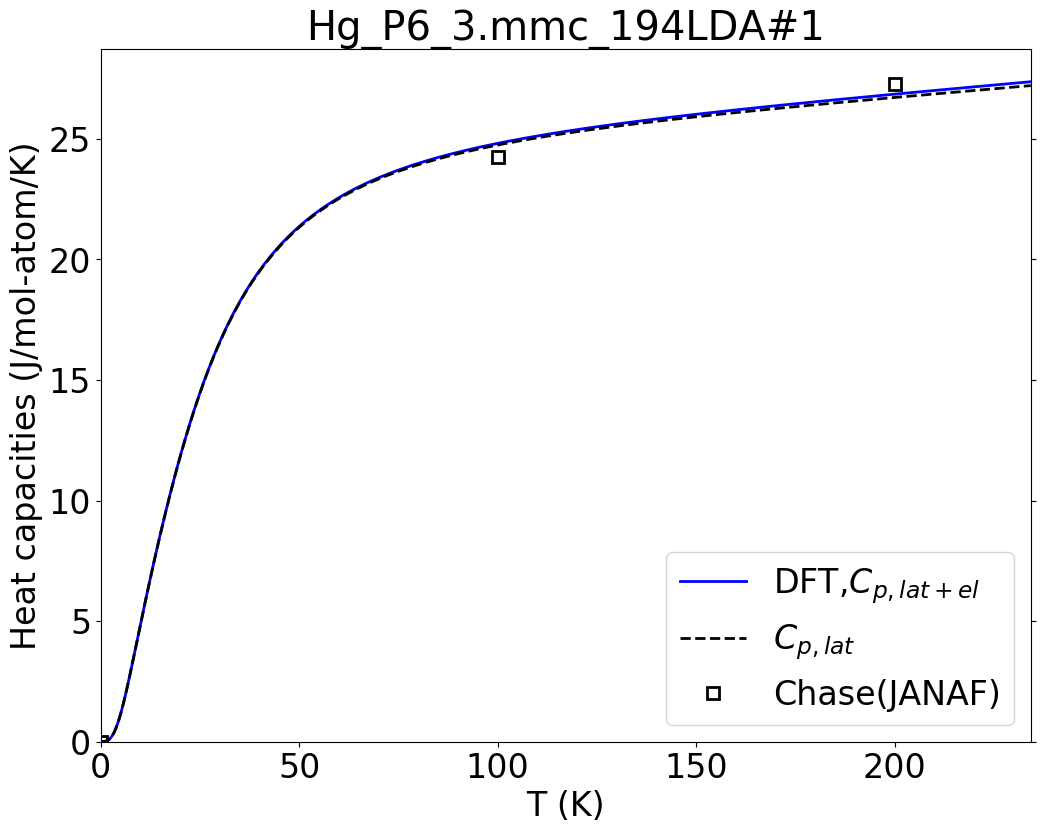 Hg_P6_3.mmc_194LDA#1
Heat capacities (J/mol-atom/K)
25
20
15
10
5
0
0 50 100 150 200
T (K)
DFT,C_{p,lat+el}
C_{p,lat}
Chase(JANAF)